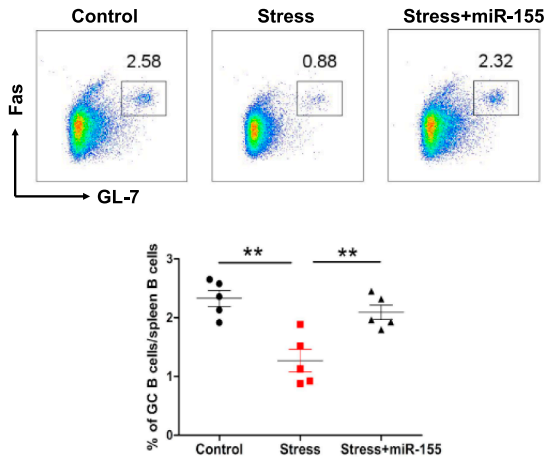 Control Stress Stress+miR-155
2.58 0.88 2.32
Fas
GL-7
** **
% of GC B cells/spleen B cells
3
2
1
0
Control Stress Stress+miR-155